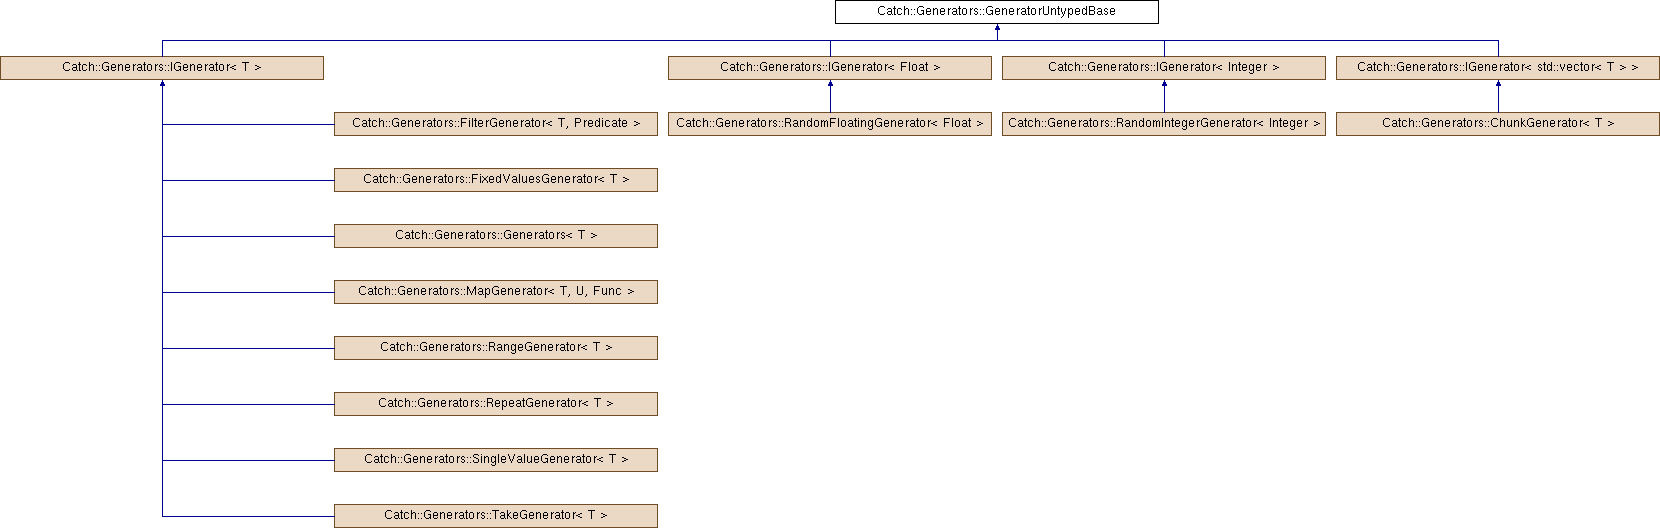 Catch::Generators::GeneratorUntypedBase
Catch::Generators::IGenerator< T >
Catch::Generators::IGenerator< Float >
Catch::Generators::IGenerator< Integer >
Catch::Generators::IGenerator< std::vector< T > >
Catch::Generators::FilterGenerator< T, Predicate >
Catch::Generators::RandomFloatingGenerator< Float >
Catch::Generators::RandomIntegerGenerator< Integer >
Catch::Generators::ChunkGenerator< T >
Catch::Generators::FixedValuesGenerator< T >
Catch::Generators::Generators< T >
Catch::Generators::MapGenerator< T, U, Func >
Catch::Generators::RangeGenerator< T >
Catch::Generators::RepeatGenerator< T >
Catch::Generators::SingleValueGenerator< T >
Catch::Generators::TakeGenerator< T >